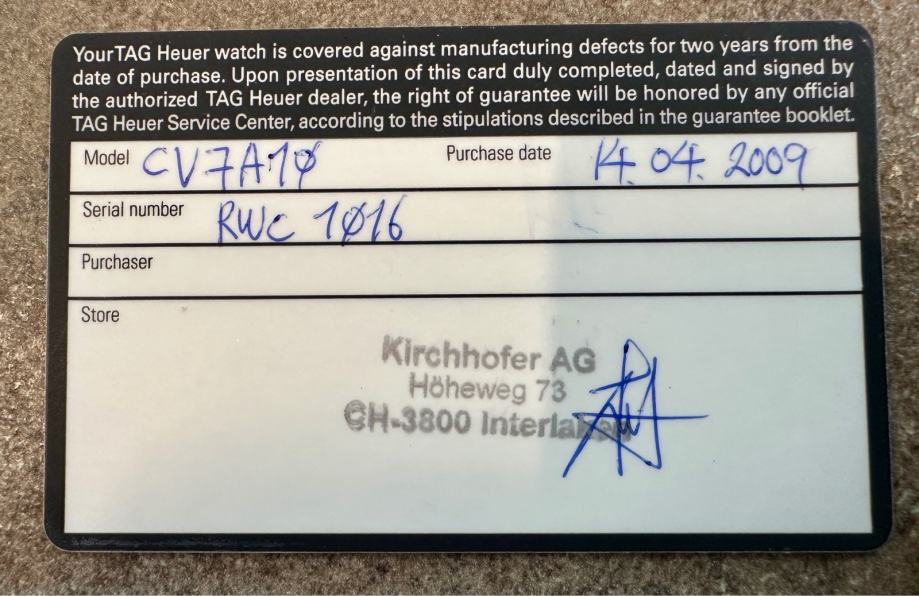 Your TAG Heuer watch is covered against manufacturing defects for two years from the
date of purchase. Upon presentation of this card duly completed, dated and signed by
the authorized TAG Heuer dealer, the right of guarantee will be honored by any official
TAG Heuer Service Center, according to the stipulations described in the guarantee booklet.
Model CV7A10 Purchase date 14.04.2009
Serial number RWC 1016
Purchaser
Store
Kirchhofer AG
Höheweg 73
CH-3800 Interlaken